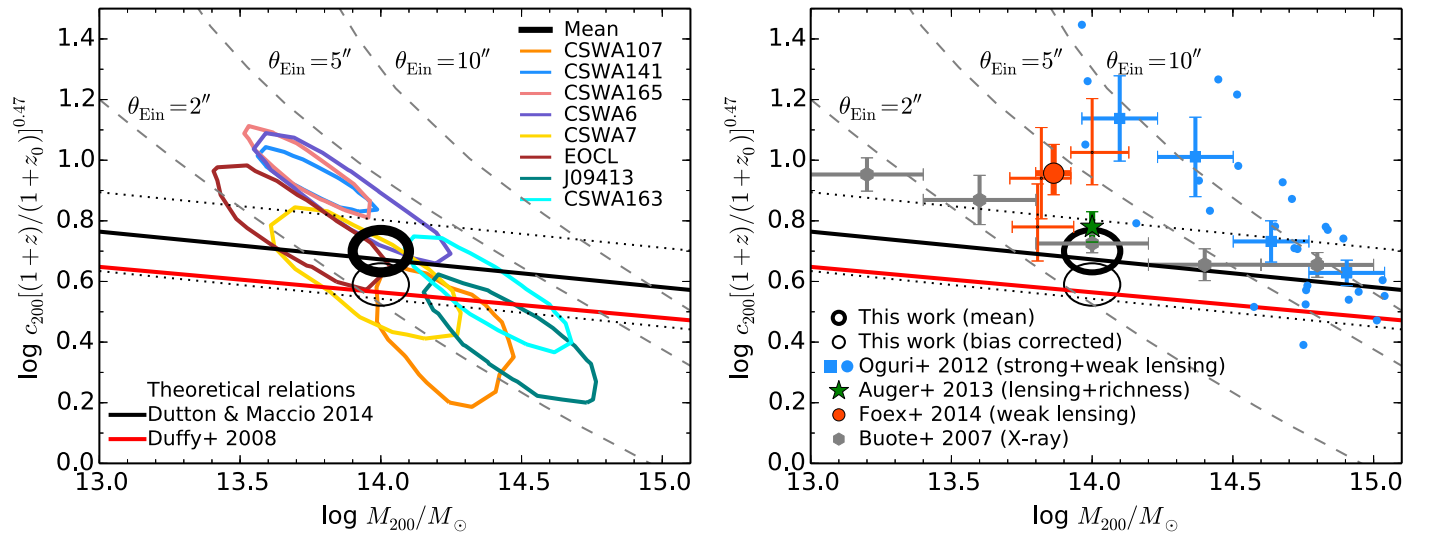 1.4
1.2
1.0
0.8
0.6
0.4
0.2
0.0
log c₂₀₀[(1+z)/(1+z₀)]^0.47
θ_Ein=5″
θ_Ein=10″
θ_Ein=2″
Mean
CSWA107
CSWA141
CSWA165
CSWA6
CSWA7
EOCL
J09413
CSWA163
Theoretical relations
Dutton & Maccio 2014
Duffy+ 2008
13.0
13.5
14.0
14.5
15.0
log M₂₀₀/M⊙
1.4
1.2
1.0
0.8
0.6
0.4
0.2
0.0
log c₂₀₀[(1+z)/(1+z₀)]^0.47
θ_Ein=5″
θ_Ein=10″
θ_Ein=2″
This work (mean)
This work (bias corrected)
Oguri+ 2012 (strong+weak lensing)
Auger+ 2013 (lensing+richness)
Foex+ 2014 (weak lensing)
Buote+ 2007 (X-ray)
13.0
13.5
14.0
14.5
15.0
log M₂₀₀/M⊙